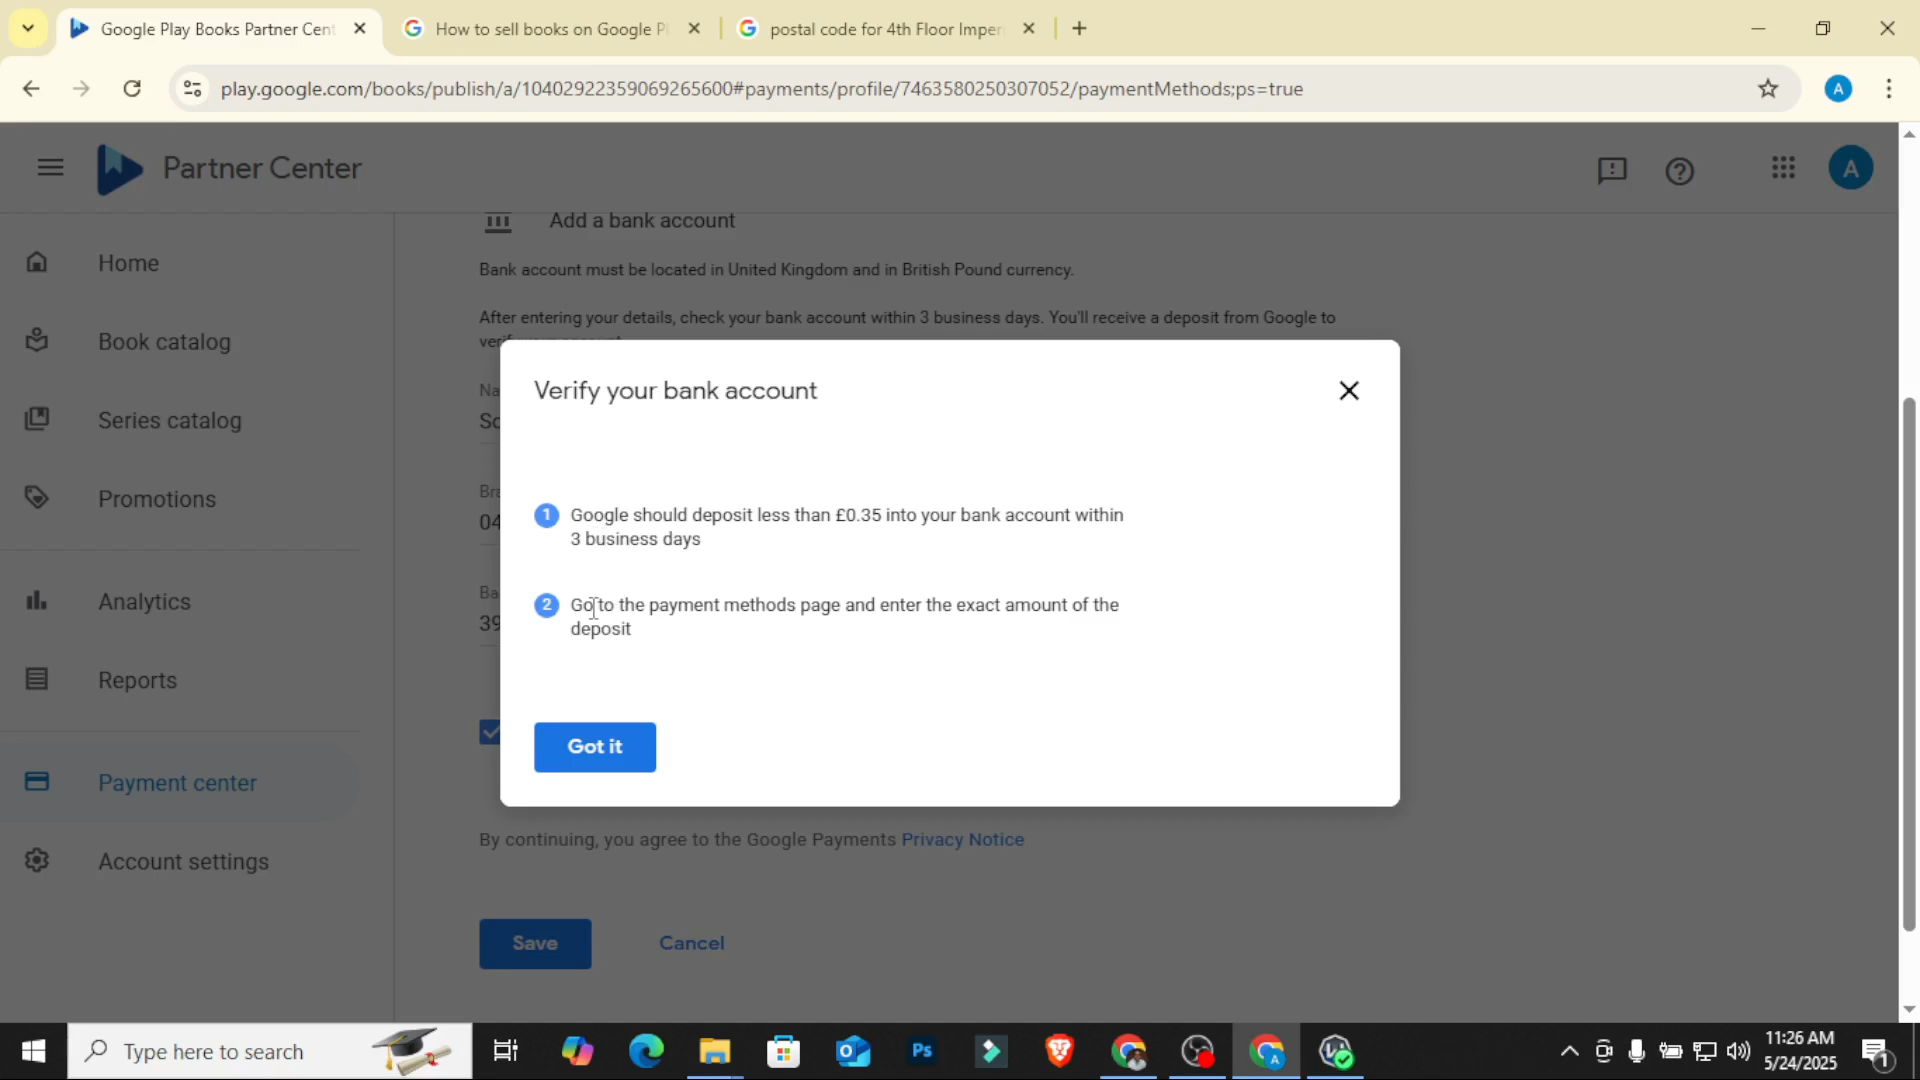 Google Play Books Partner Cent
How to sell books on Google Pl
postal code for 4th Floor Imper
play.google.com/books/publish/a/10402922359069265600#payments/profile/7463580250307052/paymentMethods;ps=true
A
Partner Center
A
Home
Book catalog
Series catalog
Promotions
Analytics
Reports
Payment center
Account settings
Add a bank account
Bank account must be located in United Kingdom and in British Pound currency.
After entering your details, check your bank account within 3 business days. You'll receive a deposit from Google to
Na
Sc
Bra
04
Ba
39
Verify your bank account
1 Google should deposit less than £0.35 into your bank account within
3 business days
2 Go to the payment methods page and enter the exact amount of the
deposit
Got it
By continuing, you agree to the Google Payments Privacy Notice
Save Cancel
Type here to search
Ps
A
11:26 AM
5/24/2025
1